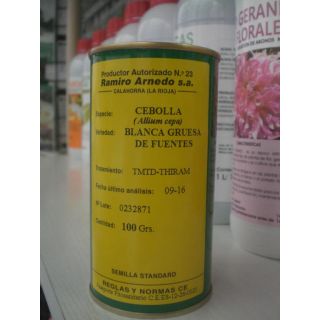 Productor Autorizado N.º 23
Ramiro Arnedo s.a.
CALAHORRA (LA RIOJA)
Especie: CEBOLLA
(Allium cepa)
Variedad: BLANCA GRUESA
DE FUENTES
Tratamiento: TMTD-THIRAM
Fecha último análisis: 09-16
Nº Lote: 0232871
Cantidad: 100 Grs.
SEMILLA STANDARD
REGLAS Y NORMAS CE
GERANI
FLORALE